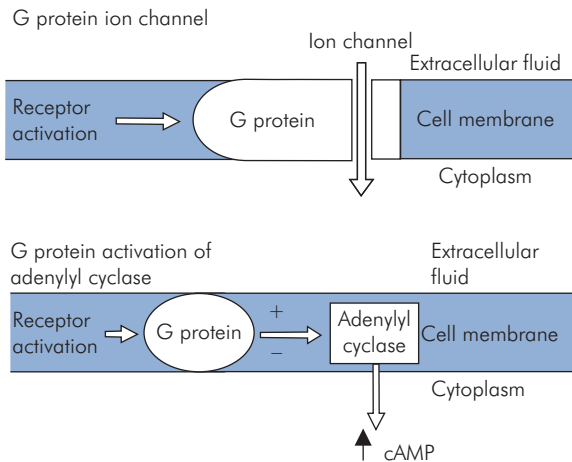 G protein ion channel
Ion channel
Extracellular fluid
Receptor
activation
G protein
Cell membrane
Cytoplasm
G protein activation of
adenylyl cyclase
Extracellular
fluid
Receptor
activation
G protein
+
−
Adenylyl
cyclase
Cell membrane
Cytoplasm
cAMP